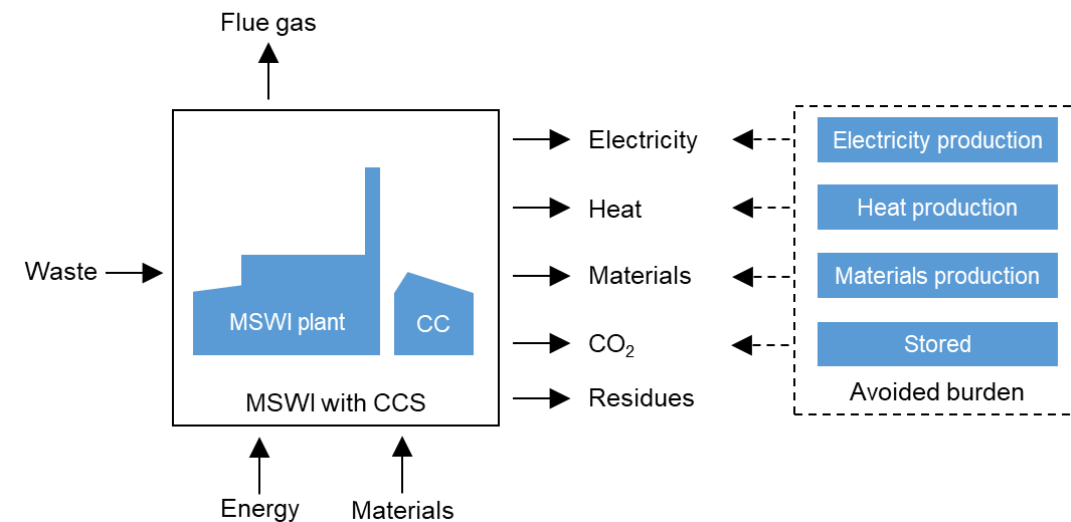 Flue gas
Waste
MSWI plant
CC
MSWI with CCS
Energy
Materials
Electricity
Heat
Materials
CO₂
Residues
Electricity production
Heat production
Materials production
Stored
Avoided burden